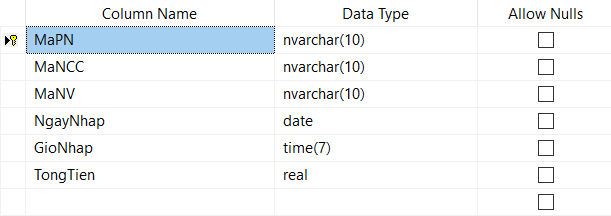 Column Name Data Type Allow Nulls
MaPN nvarchar(10)
MaNCC nvarchar(10)
MaNV nvarchar(10)
NgayNhap date
GioNhap time(7)
TongTien real